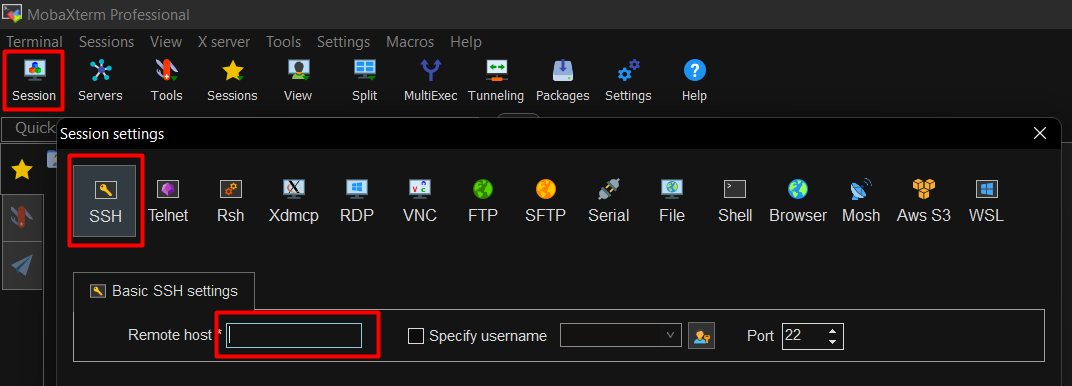 MobaXterm Professional
Terminal Sessions View X server Tools Settings Macros Help
Session Servers Tools Sessions View Split MultiExec Tunneling Packages Settings Help
Quick
Session settings
SSH Telnet Rsh Xdmcp RDP VNC FTP SFTP Serial File Shell Browser Mosh Aws S3 WSL
Basic SSH settings
Remote host * Specify username Port 22